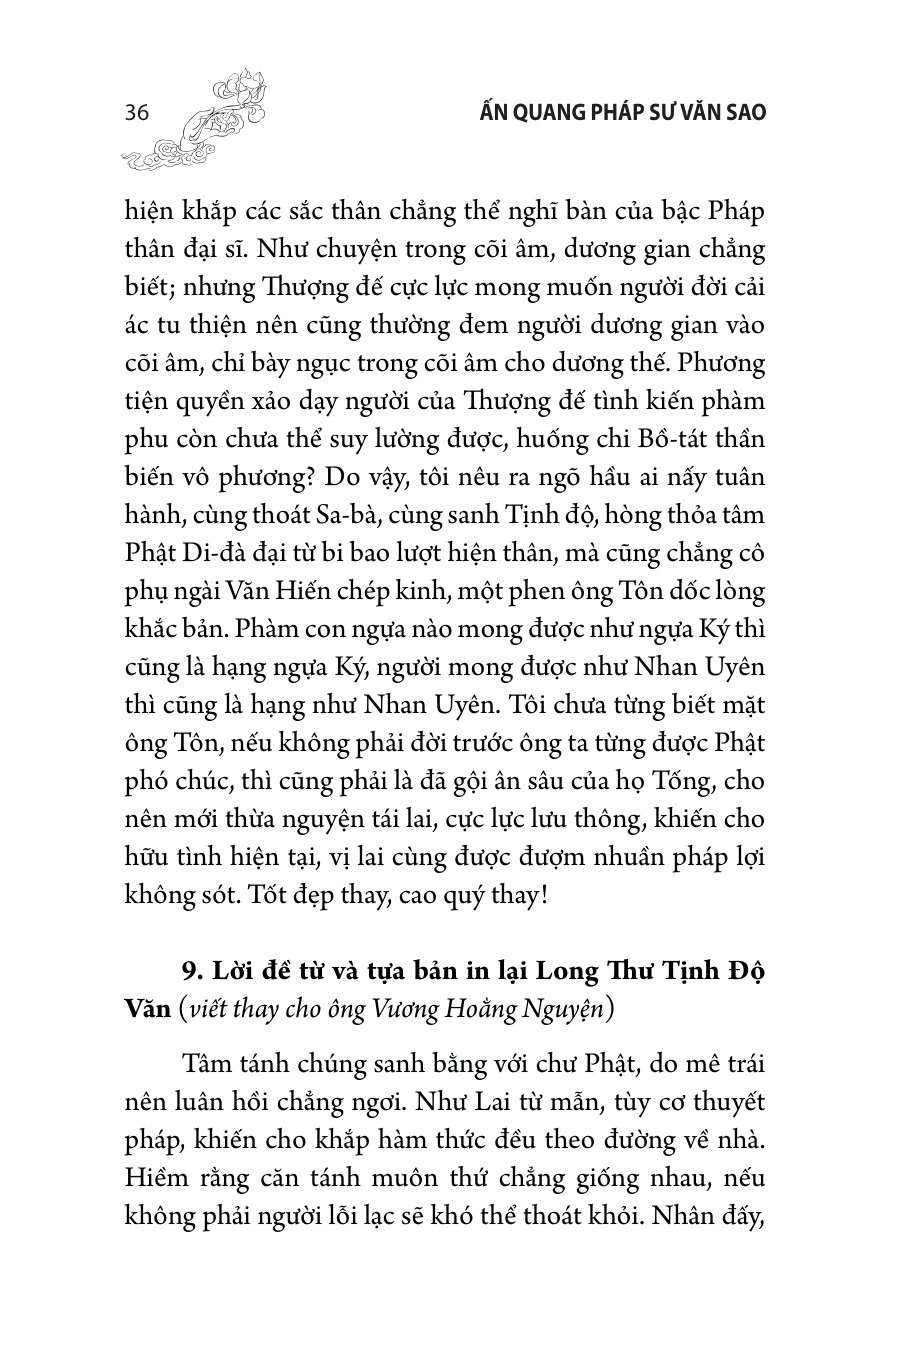 36
ẤN QUANG PHÁP SƯ VĂN SAO
hiện khắp các sắc thân chẳng thể nghĩ bàn của bậc Pháp
thân đại sĩ. Như chuyện trong cõi âm, dương gian chẳng
biết; nhưng Thượng đế cực lực mong muốn người đời cải
ác tu thiện nên cũng thường đem người dương gian vào
cõi âm, chỉ bày ngục trong cõi âm cho dương thế. Phương
tiện quyền xảo dạy người của Thượng đế tình kiến phàm
phu còn chưa thể suy lường được, huống chi Bồ-tát thần
biến vô phương? Do vậy, tôi nêu ra ngõ hầu ai nấy tuân
hành, cùng thoát Sa-bà, cùng sanh Tịnh độ, hòng thỏa tâm
Phật Di-đà đại từ bi bao lượt hiện thân, mà cũng chẳng cô
phụ ngài Văn Hiến chép kinh, một phen ông Tôn dốc lòng
khắc bản. Phàm con ngựa nào mong được như ngựa Ký thì
cũng là hạng ngựa Ký, người mong được như Nhan Uyên
thì cũng là hạng như Nhan Uyên. Tôi chưa từng biết mặt
ông Tôn, nếu không phải đời trước ông ta từng được Phật
phó chúc, thì cũng phải là đã gội ân sâu của họ Tống, cho
nên mới thừa nguyện tái lai, cực lực lưu thông, khiến cho
hữu tình hiện tại, vị lai cùng được đượm nhuần pháp lợi
không sót. Tốt đẹp thay, cao quý thay!
9. Lời đề từ và tựa bản in lại Long Thư Tịnh Độ
Văn (viết thay cho ông Vương Hoằng Nguyện)
Tâm tánh chúng sanh bằng với chư Phật, do mê trái
nên luân hồi chẳng ngơi. Như Lai từ mẫn, tùy cơ thuyết
pháp, khiến cho khắp hàm thức đều theo đường về nhà.
Hiềm rằng căn tánh muôn thứ chẳng giống nhau, nếu
không phải người lỗi lạc sẽ khó thể thoát khỏi. Nhân đấy,